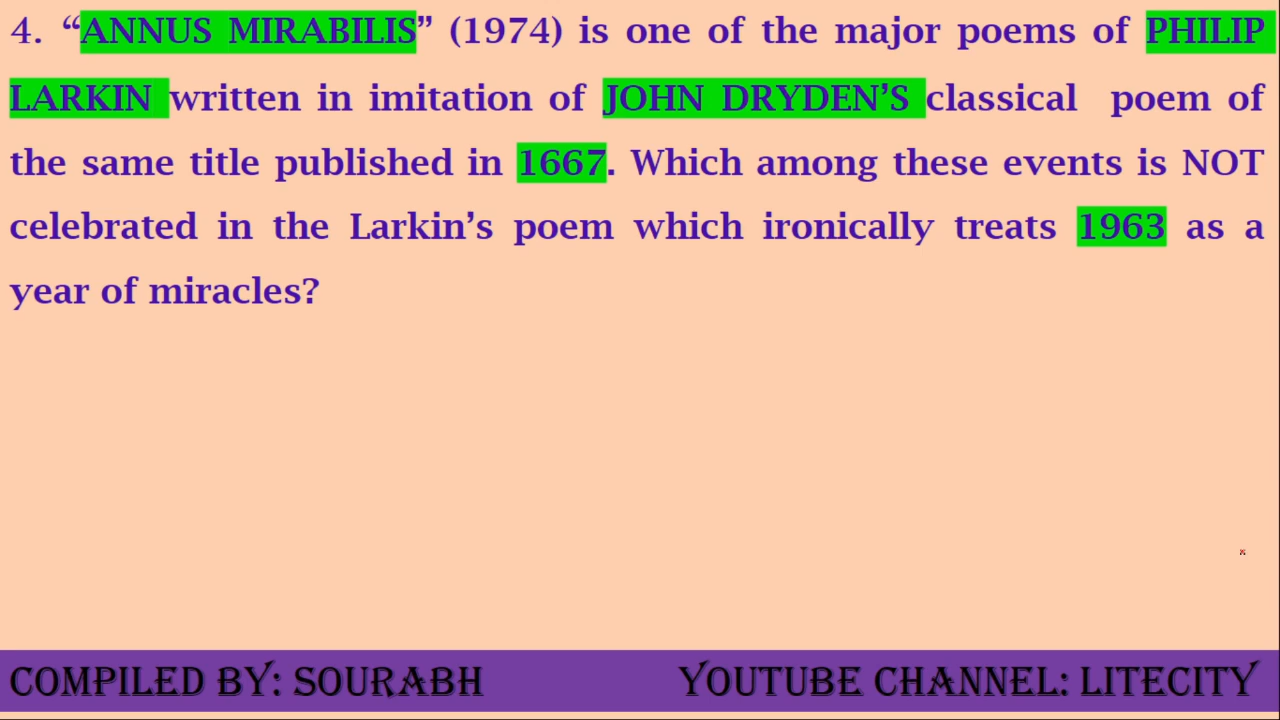 4. “ANNUS MIRABILIS” (1974) is one of the major poems of PHILIP
LARKIN written in imitation of JOHN DRYDEN’S classical poem of
the same title published in 1667. Which among these events is NOT
celebrated in the Larkin’s poem which ironically treats 1963 as a
year of miracles?
COMPILED BY: SOURABH
YOUTUBE CHANNEL: LITECITY